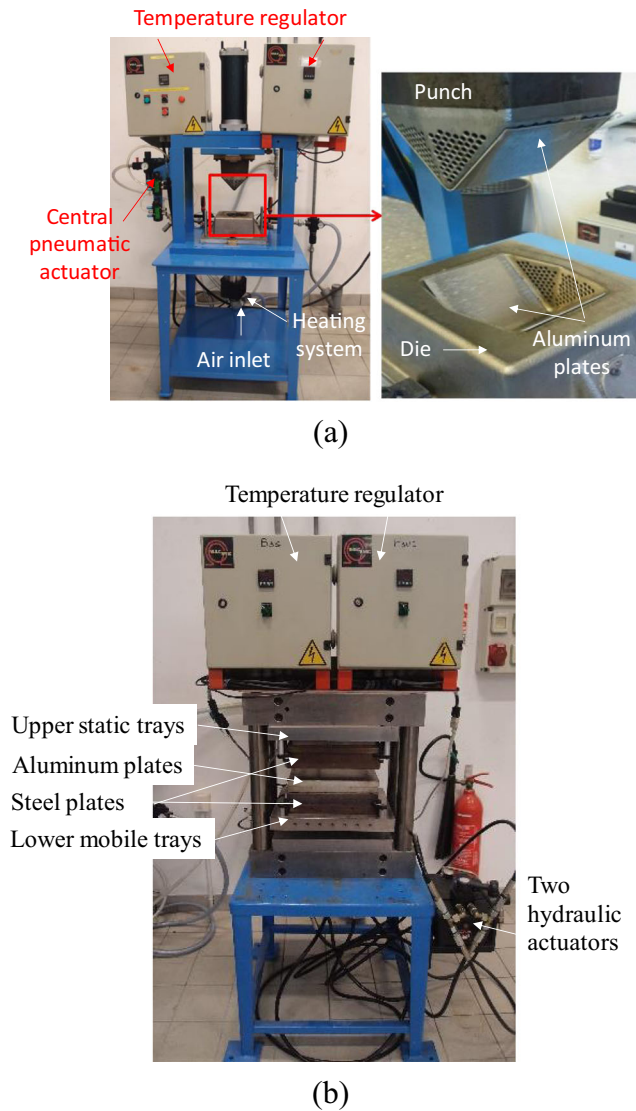 Temperature regulator
Punch
Central
pneumatic
actuator
Heating
system
Air inlet
Die
Aluminum
plates
(a)
Temperature regulator
Bas
Upper static trays
Aluminum plates
Steel plates
Lower mobile trays
Two
hydraulic
actuators
(b)